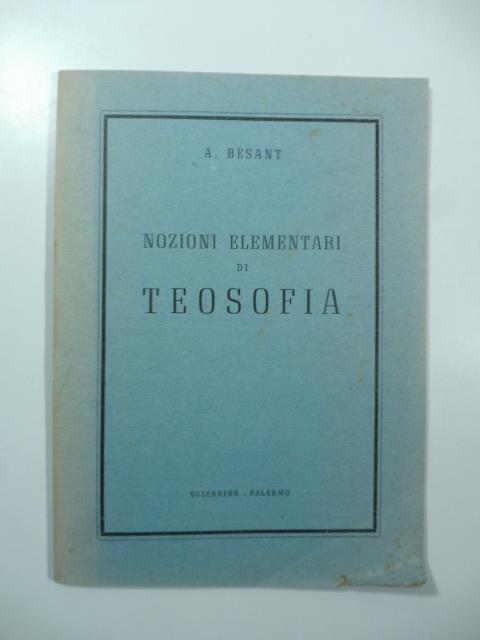 A. BESANT
NOZIONI ELEMENTARI
DI
TEOSOFIA
SCIARRINO - PALERMO